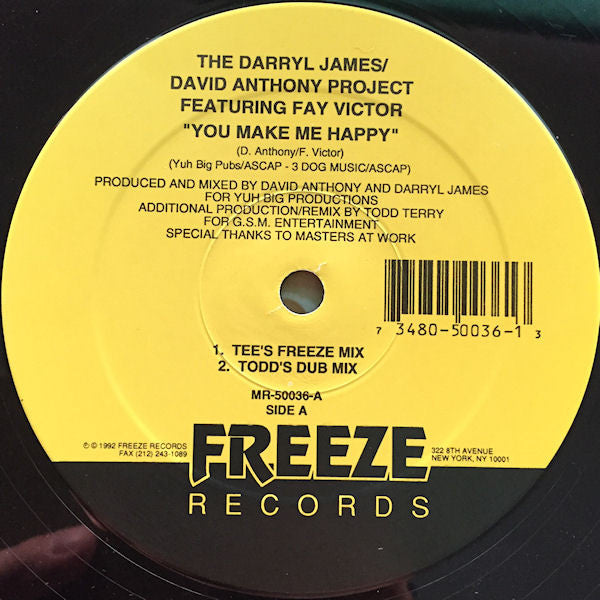 THE DARRYL JAMES/
DAVID ANTHONY PROJECT
FEATURING FAY VICTOR
"YOU MAKE ME HAPPY"
(D. Anthony/F. Victor)
(Yuh Big Pubs/ASCAP - 3 DOG MUSIC/ASCAP)
PRODUCED AND MIXED BY DAVID ANTHONY AND DARRYL JAMES
FOR YUH BIG PRODUCTIONS
ADDITIONAL PRODUCTION/REMIX BY TODD TERRY
FOR G.S.M. ENTERTAINMENT
SPECIAL THANKS TO MASTERS AT WORK
7 3480-50036-1 3
1. TEE'S FREEZE MIX
2. TODD'S DUB MIX
MR-50036-A
SIDE A
℗ © 1992 FREEZE RECORDS
FAX (212) 243-1089
322 8TH AVENUE
NEW YORK, NY 10001
FREEZE
RECORDS